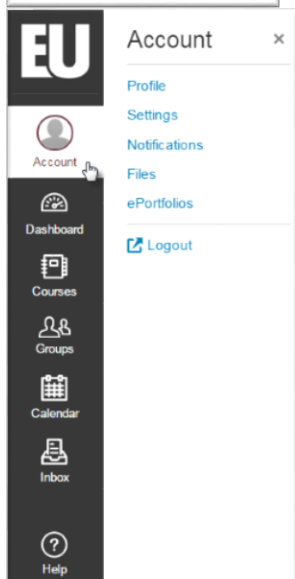 EU
Account
×
Profile
Settings
Notifications
Files
ePortfolios
Logout
Account
Dashboard
Courses
Groups
Calendar
Inbox
?
Help